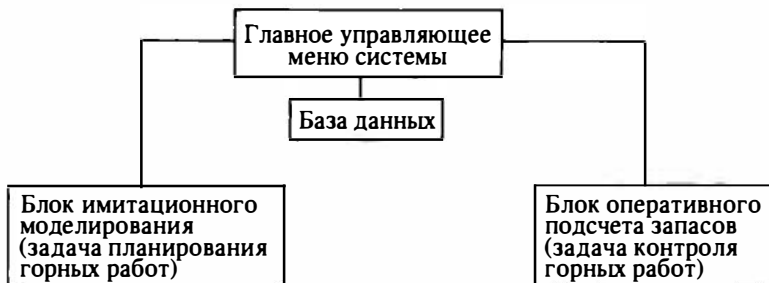 Главное управляющее
меню системы
База данных
Блок имитационного
моделирования
(задача планирования
горных работ)
Блок оперативного
подсчета запасов
(задача контроля
горных работ)